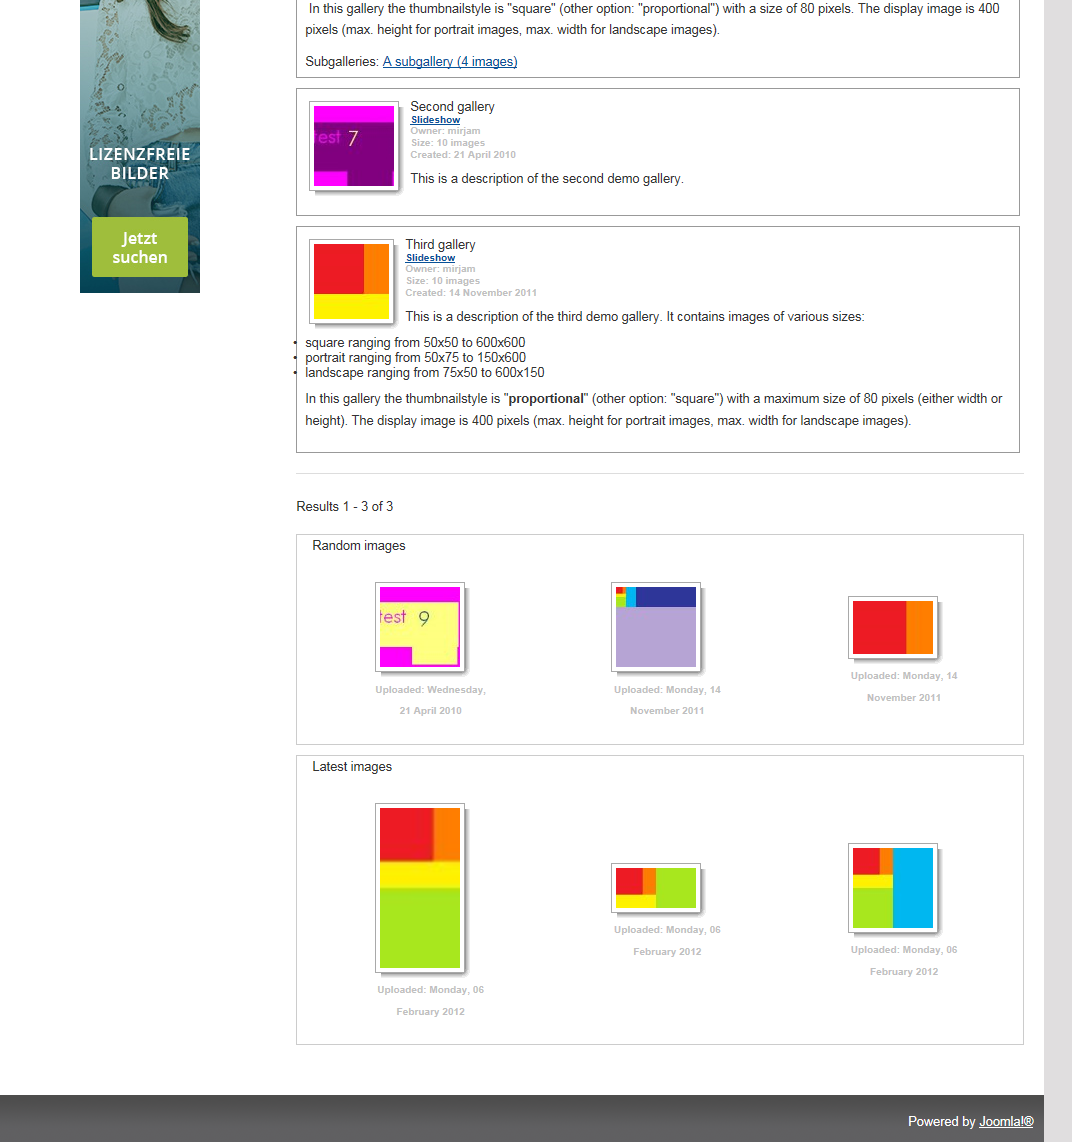 In this gallery the thumbnailstyle is "square" (other option: "proportional") with a size of 80 pixels. The display image is 400
pixels (max. height for portrait images, max. width for landscape images).
Subgalleries: A subgallery (4 images)
LIZENZFREIE
BILDER
Jetzt
suchen
Second gallery
Slideshow
Owner: mirjam
Size: 10 images
Created: 21 April 2010
This is a description of the second demo gallery.
test 7
Third gallery
Slideshow
Owner: mirjam
Size: 10 images
Created: 14 November 2011
This is a description of the third demo gallery. It contains images of various sizes:
• square ranging from 50x50 to 600x600
• portrait ranging from 50x75 to 150x600
• landscape ranging from 75x50 to 600x150
In this gallery the thumbnailstyle is "proportional" (other option: "square") with a maximum size of 80 pixels (either width or
height). The display image is 400 pixels (max. height for portrait images, max. width for landscape images).
Results 1 - 3 of 3
Random images
test 9
Uploaded: Wednesday,
21 April 2010
Uploaded: Monday, 14
November 2011
Uploaded: Monday, 14
November 2011
Latest images
Uploaded: Monday, 06
February 2012
Uploaded: Monday, 06
February 2012
Uploaded: Monday, 06
February 2012
Powered by Joomla!®